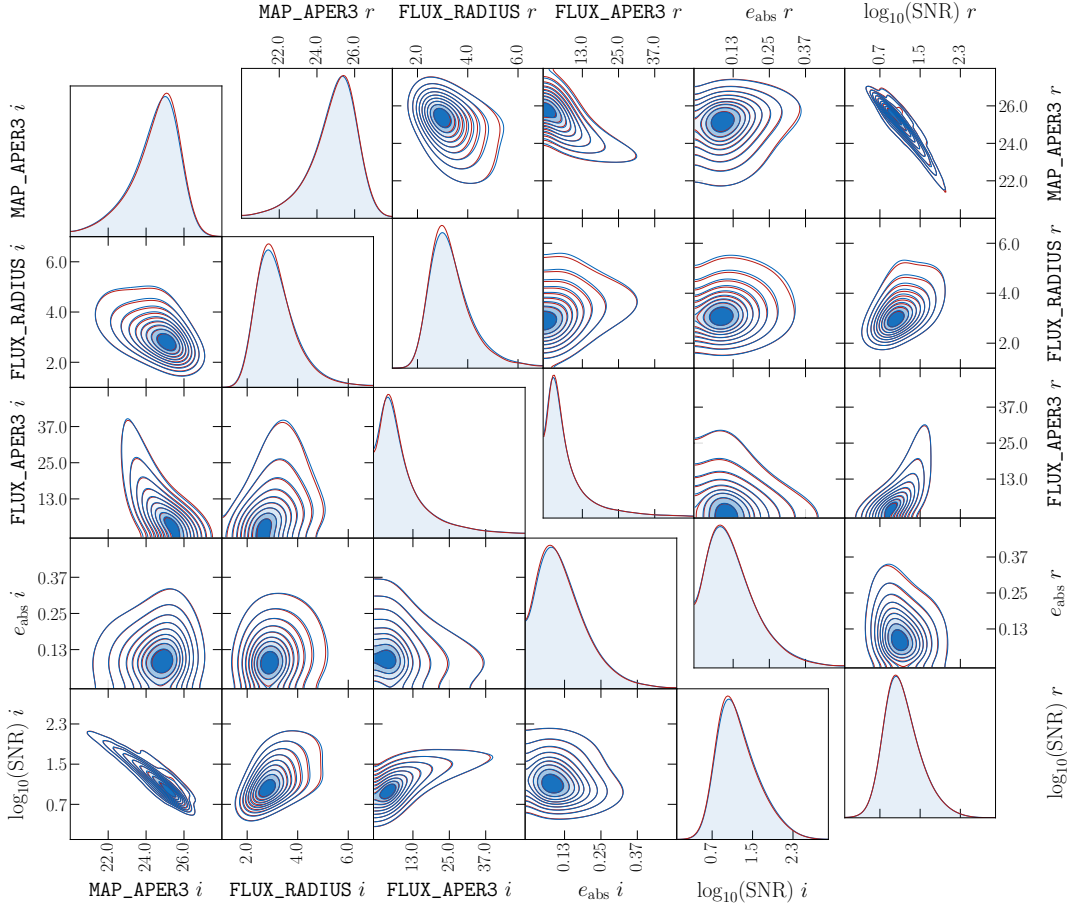 MAP_APER3 r FLUX_RADIUS r FLUX_APER3 r e_abs r log₁₀(SNR) r
22.0 24.0 26.0 2.0 4.0 6.0 13.0 25.0 37.0 0.13 0.25 0.37 0.7 1.5 2.3
MAP_APER3 i
26.0
24.0
22.0
MAP_APER3 r
FLUX_RADIUS i
6.0
4.0
2.0
6.0
4.0
2.0
FLUX_RADIUS r
FLUX_APER3 i
37.0
25.0
13.0
37.0
25.0
13.0
FLUX_APER3 r
e_abs i
0.37
0.25
0.13
0.37
0.25
0.13
e_abs r
log₁₀(SNR) i
2.3
1.5
0.7
log₁₀(SNR) r
22.0 24.0 26.0 2.0 4.0 6.0 13.0 25.0 37.0 0.13 0.25 0.37 0.7 1.5 2.3
MAP_APER3 i FLUX_RADIUS i FLUX_APER3 i e_abs i log₁₀(SNR) i